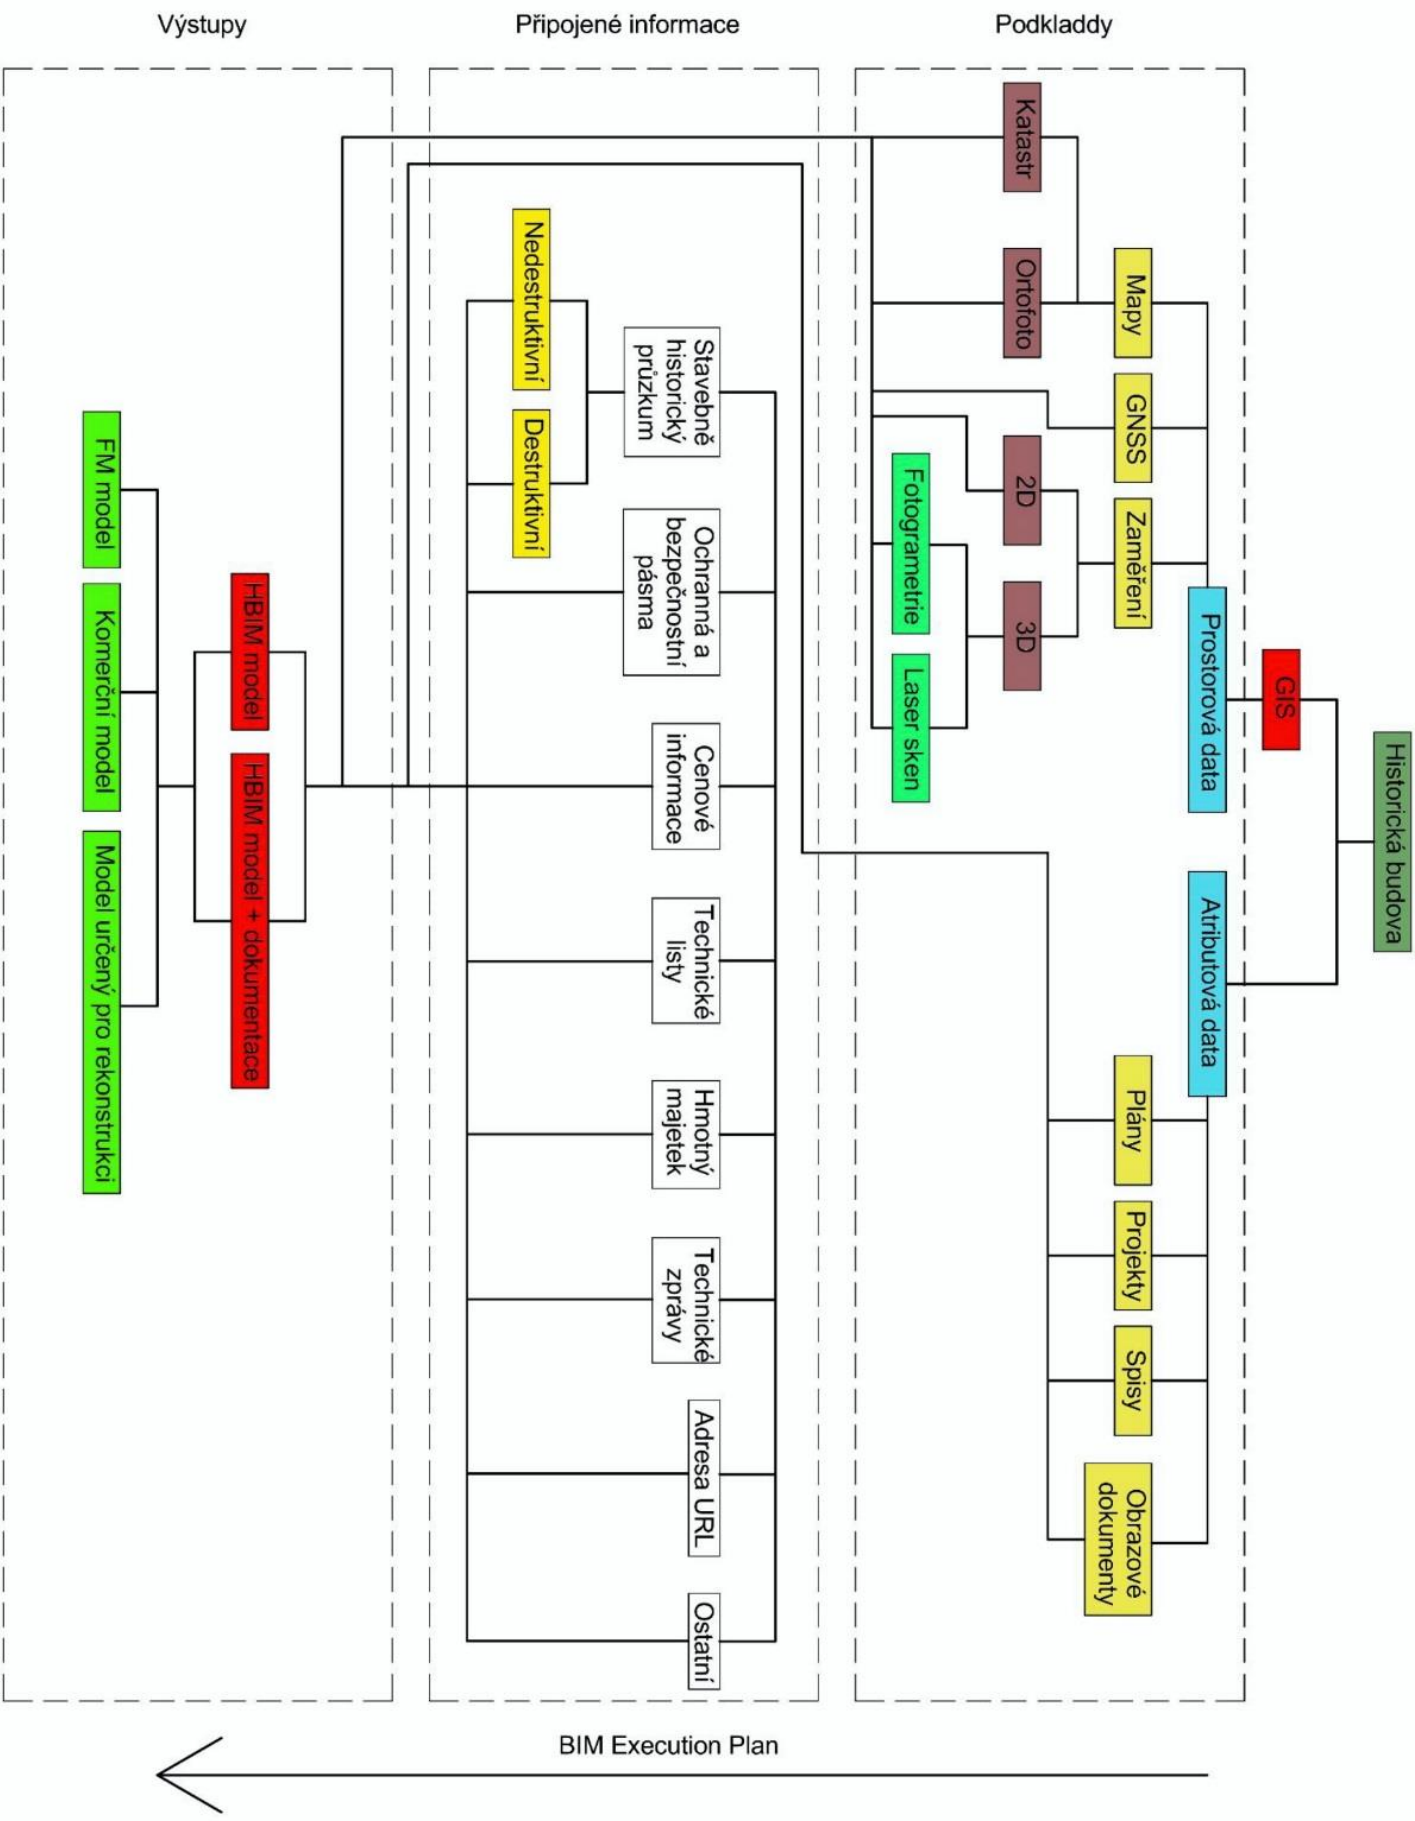 Výstupy
Připojené informace
Podkladdy
Historická budova
GIS
Prostorová data
Atributová data
Mapy
GNSS
Zaměření
Plány
Projekty
Spisy
Obrazové
dokumenty
Katastr
Ortofoto
2D
3D
Fotogrametrie
Laser sken
Stavebně
historický
průzkum
Ochranná a
bezpečnostní
pásma
Cenové
informace
Technické
listy
Hmotný
majetek
Technické
zprávy
Adresa URL
Ostatní
Nedestruktivní
Destruktivní
HBIM model
HBIM model + dokumentace
FM model
Komerční model
Model určený pro rekonstrukci
BIM Execution Plan